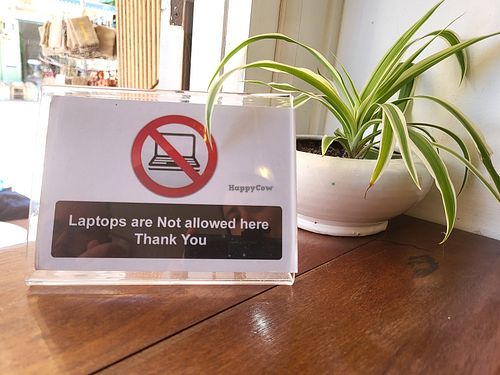 HappyCow
Laptops are Not allowed here
Thank You